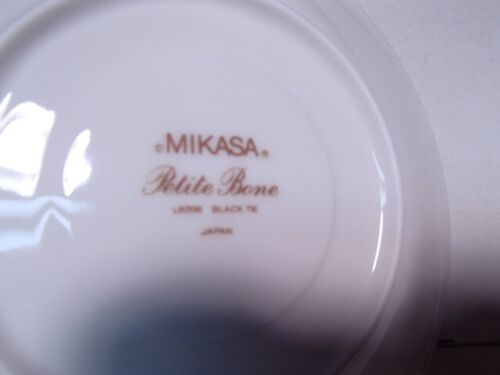 ©MIKASA®
Petite Bone
L9206 BLACK TIE
JAPAN